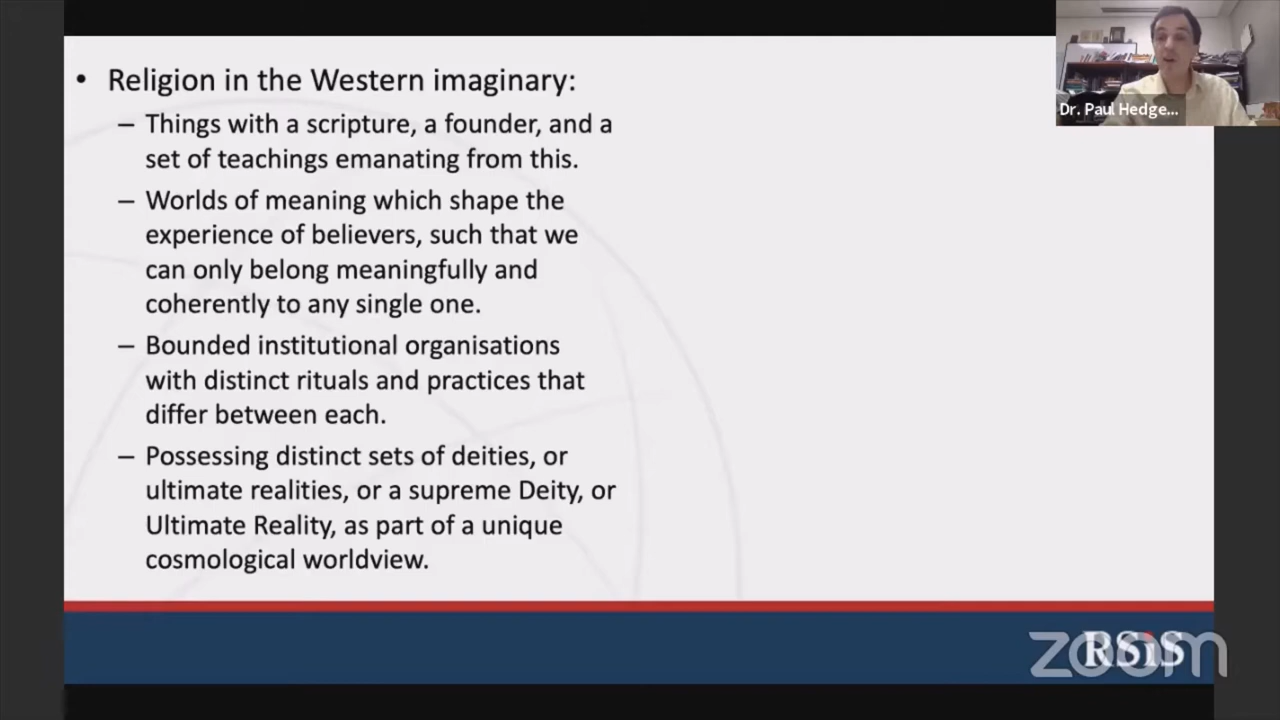 • Religion in the Western imaginary:
– Things with a scripture, a founder, and a
set of teachings emanating from this.
– Worlds of meaning which shape the
experience of believers, such that we
can only belong meaningfully and
coherently to any single one.
– Bounded institutional organisations
with distinct rituals and practices that
differ between each.
– Possessing distinct sets of deities, or
ultimate realities, or a supreme Deity, or
Ultimate Reality, as part of a unique
cosmological worldview.
Dr. Paul Hedge...
RSiS
zoom